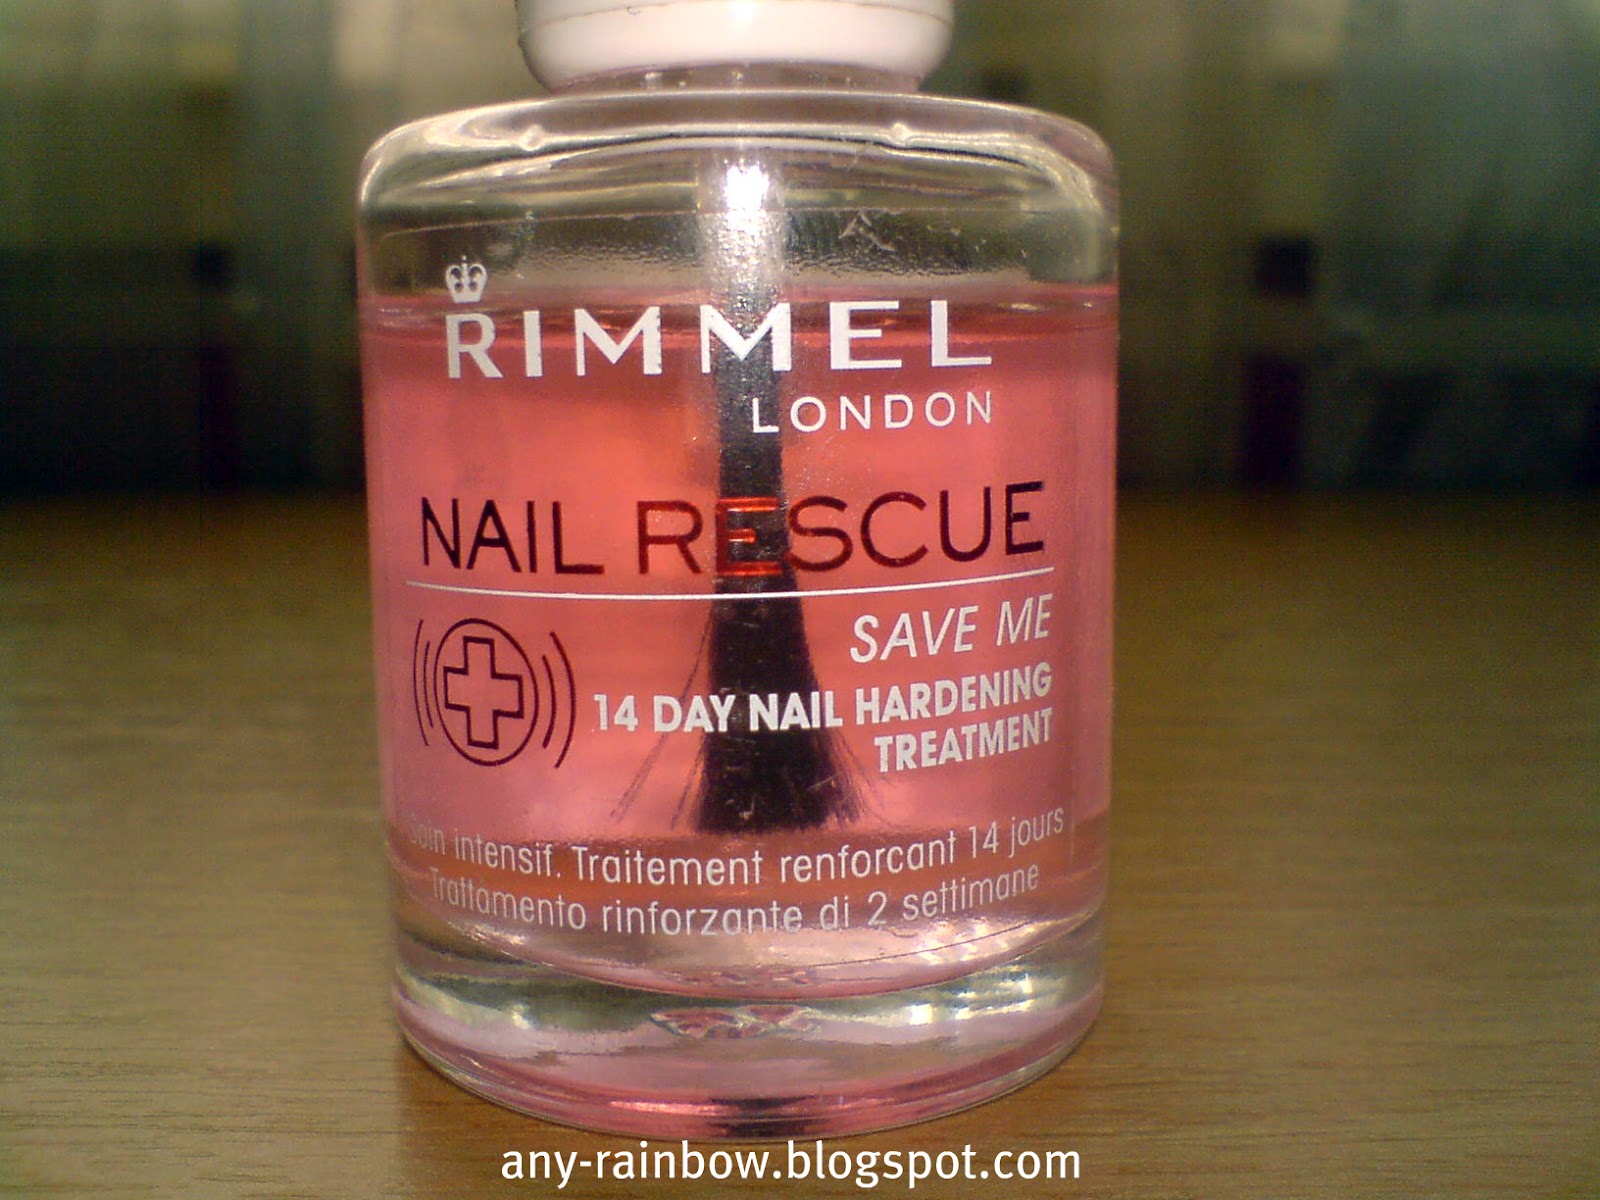 RIMMEL
LONDON
NAIL RESCUE
SAVE ME
14 DAY NAIL HARDENING
TREATMENT
Soin intensif. Traitement renforcant 14 jours
Trattamento rinforzante di 2 settimane
any-rainbow.blogspot.com